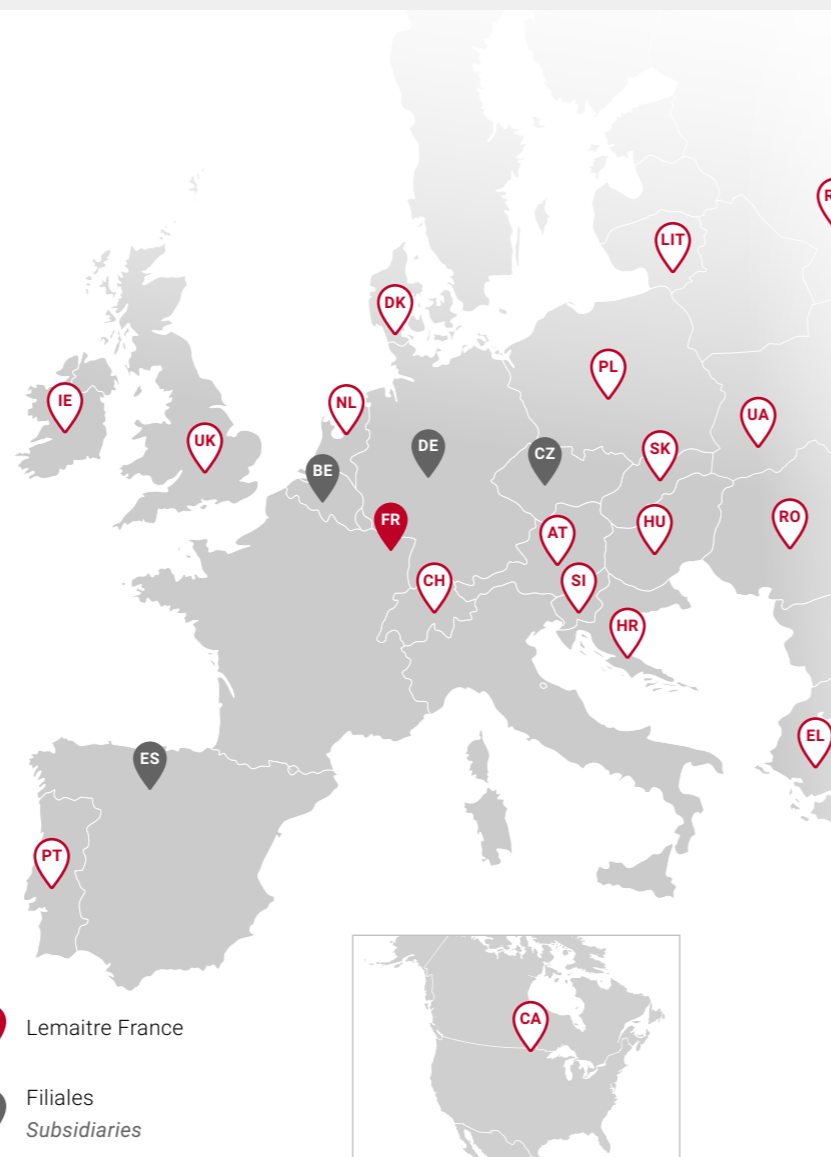 R
LIT
DK
PL
IE
NL
UA
UK
DE
SK
CZ
BE
FR
HU
RO
AT
CH
SI
HR
EL
ES
PT
CA
Lemaitre France
Filiales
Subsidiaries